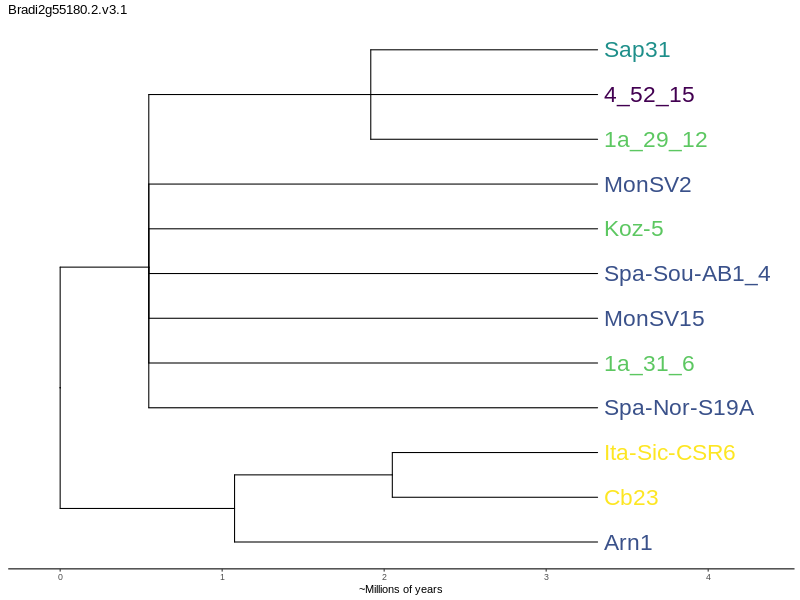 Bradi2g55180.2.v3.1
Sap31
4_52_15
1a_29_12
MonSV2
Koz-5
Spa-Sou-AB1_4
MonSV15
1a_31_6
Spa-Nor-S19A
Ita-Sic-CSR6
Cb23
Arn1
0 1 2 3 4
~Millions of years